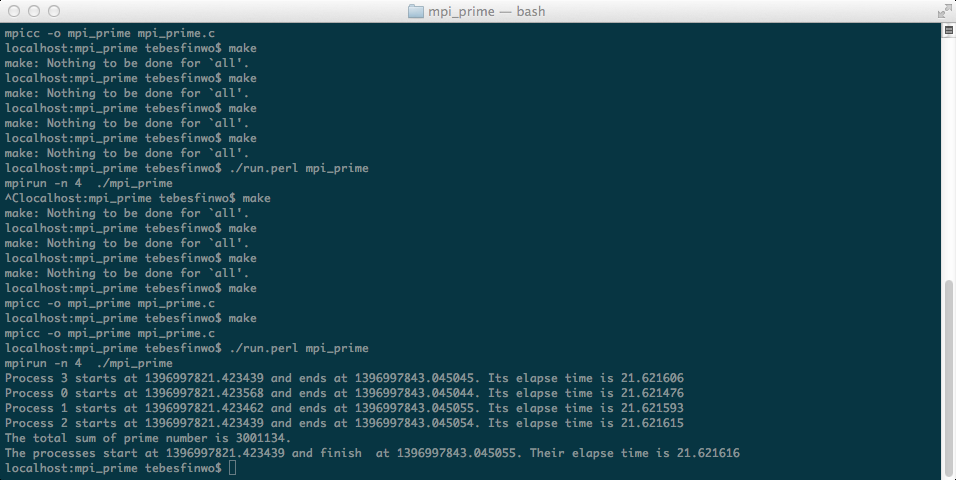 mpi_prime — bash
mpicc -o mpi_prime mpi_prime.c
localhost:mpi_prime tebesfinwo$ make
make: Nothing to be done for `all'.
localhost:mpi_prime tebesfinwo$ make
make: Nothing to be done for `all'.
localhost:mpi_prime tebesfinwo$ make
make: Nothing to be done for `all'.
localhost:mpi_prime tebesfinwo$ make
make: Nothing to be done for `all'.
localhost:mpi_prime tebesfinwo$ ./run.perl mpi_prime
mpirun -n 4  ./mpi_prime
^Clocalhost:mpi_prime tebesfinwo$ make
make: Nothing to be done for `all'.
localhost:mpi_prime tebesfinwo$ make
make: Nothing to be done for `all'.
localhost:mpi_prime tebesfinwo$ make
make: Nothing to be done for `all'.
localhost:mpi_prime tebesfinwo$ make
mpicc -o mpi_prime mpi_prime.c
localhost:mpi_prime tebesfinwo$ make
mpicc -o mpi_prime mpi_prime.c
localhost:mpi_prime tebesfinwo$ ./run.perl mpi_prime
mpirun -n 4  ./mpi_prime
Process 3 starts at 1396997821.423439 and ends at 1396997843.045045. Its elapse time is 21.621606
Process 0 starts at 1396997821.423568 and ends at 1396997843.045044. Its elapse time is 21.621476
Process 1 starts at 1396997821.423462 and ends at 1396997843.045055. Its elapse time is 21.621593
Process 2 starts at 1396997821.423439 and ends at 1396997843.045054. Its elapse time is 21.621615
The total sum of prime number is 3001134.
The processes start at 1396997821.423439 and finish  at 1396997843.045055. Their elapse time is 21.621616
localhost:mpi_prime tebesfinwo$